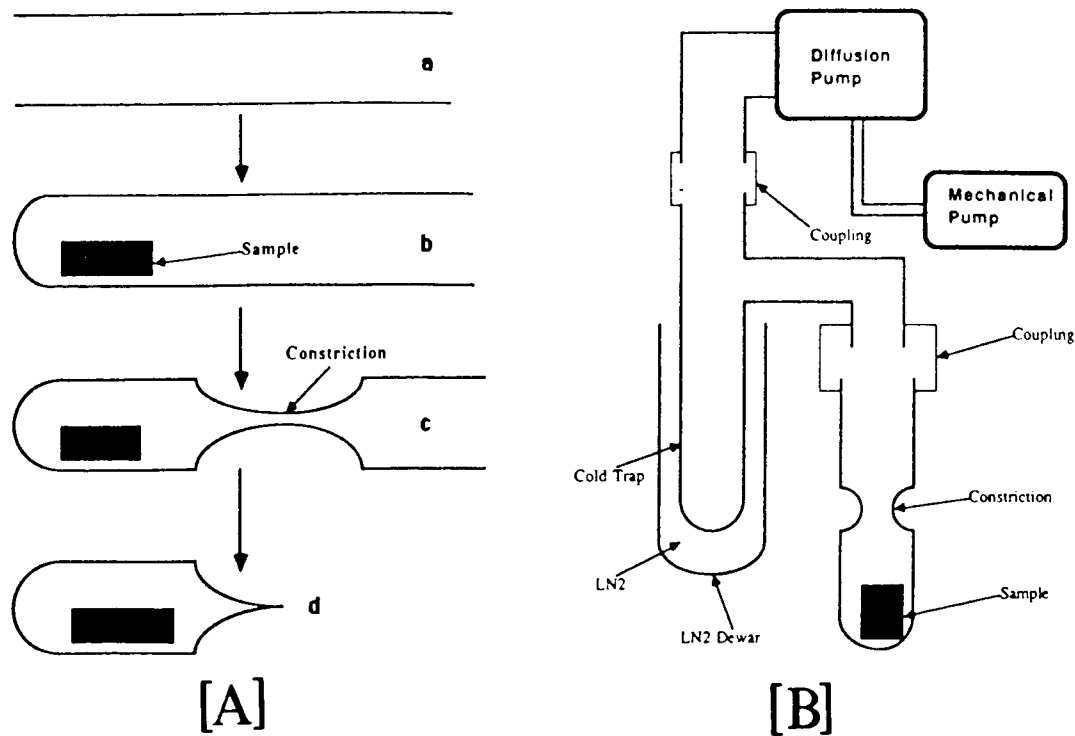 a
Sample
b
Constriction
c
d
[A]
Diffusion
Pump
Mechanical
Pump
Coupling
Coupling
Cold Trap
Constriction
LN2
Sample
LN2 Dewar
[B]